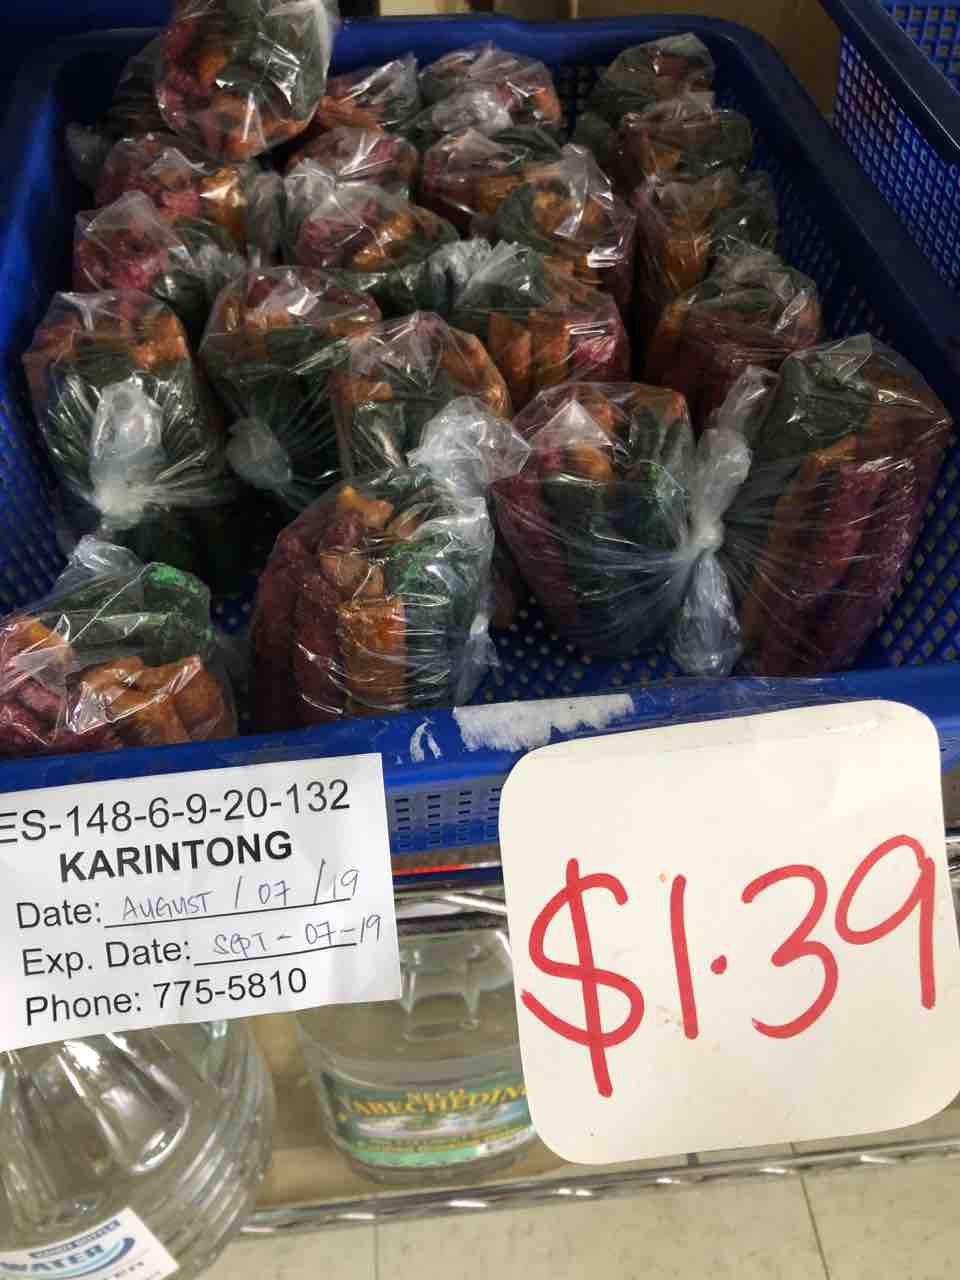 ES-148-6-9-20-132
KARINTONG
Date: AUGUST / 07 / 19
Exp. Date: SEPT - 07 - 19
Phone: 775-5810
$1.39
WATER